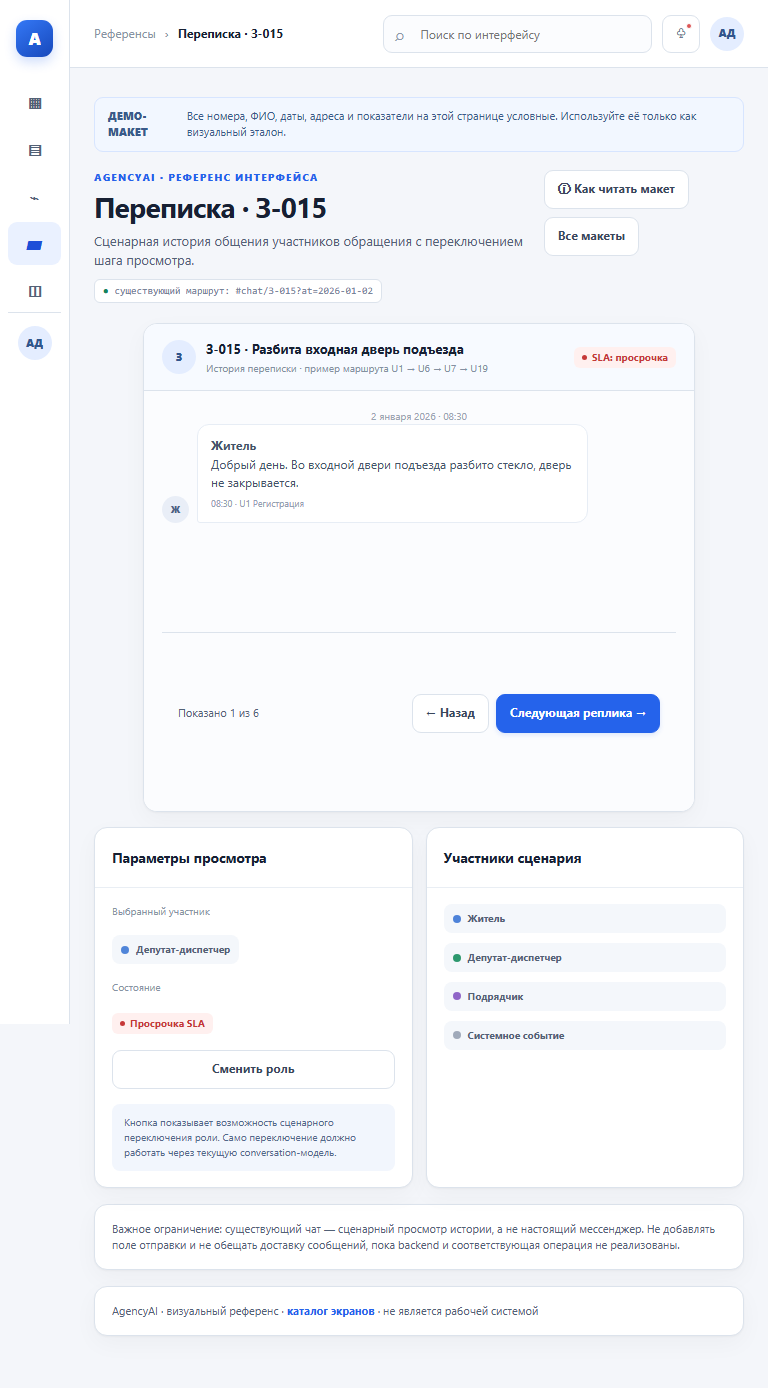 A
Референсы › Переписка · З-015
Поиск по интерфейсу
АД
АД
ДЕМО-
МАКЕТ
Все номера, ФИО, даты, адреса и показатели на этой странице условные. Используйте её только как
визуальный эталон.
AGENCYAI · РЕФЕРЕНС ИНТЕРФЕЙСА
Переписка · З-015
Сценарная история общения участников обращения с переключением
шага просмотра.
существующий маршрут: #chat/З-015?at=2026-01-02
ⓘ Как читать макет
Все макеты
З
З-015 · Разбита входная дверь подъезда
История переписки · пример маршрута U1 → U6 → U7 → U19
SLA: просрочка
2 января 2026 · 08:30
Житель
Добрый день. Во входной двери подъезда разбито стекло, дверь
не закрывается.
08:30 · U1 Регистрация
Ж
Показано 1 из 6
← Назад
Следующая реплика →
Параметры просмотра
Выбранный участник
Депутат-диспетчер
Состояние
Просрочка SLA
Сменить роль
Кнопка показывает возможность сценарного
переключения роли. Само переключение должно
работать через текущую conversation-модель.
Участники сценария
Житель
Депутат-диспетчер
Подрядчик
Системное событие
Важное ограничение: существующий чат — сценарный просмотр истории, а не настоящий мессенджер. Не добавлять
поле отправки и не обещать доставку сообщений, пока backend и соответствующая операция не реализованы.
AgencyAI · визуальный референс · каталог экранов · не является рабочей системой